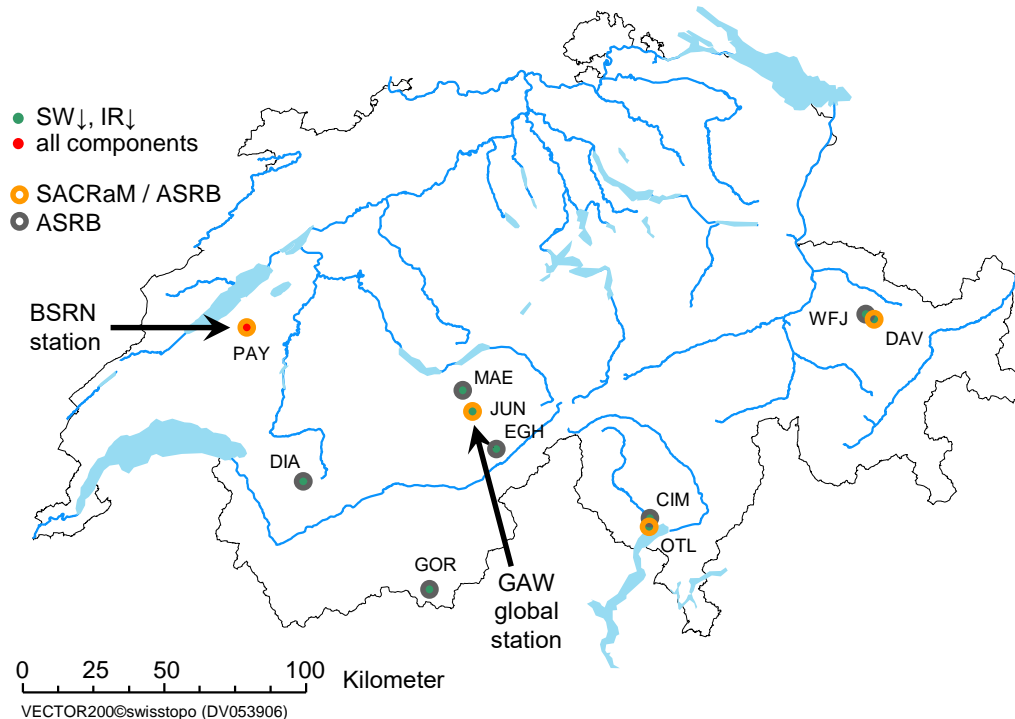 SW↓, IR↓
all components
SACRaM / ASRB
ASRB
BSRN
station
PAY
WFJ
DAV
MAE
JUN
EGH
DIA
CIM
OTL
GOR
GAW
global
station
0 25 50 100 Kilometer
VECTOR200©swisstopo (DV053906)